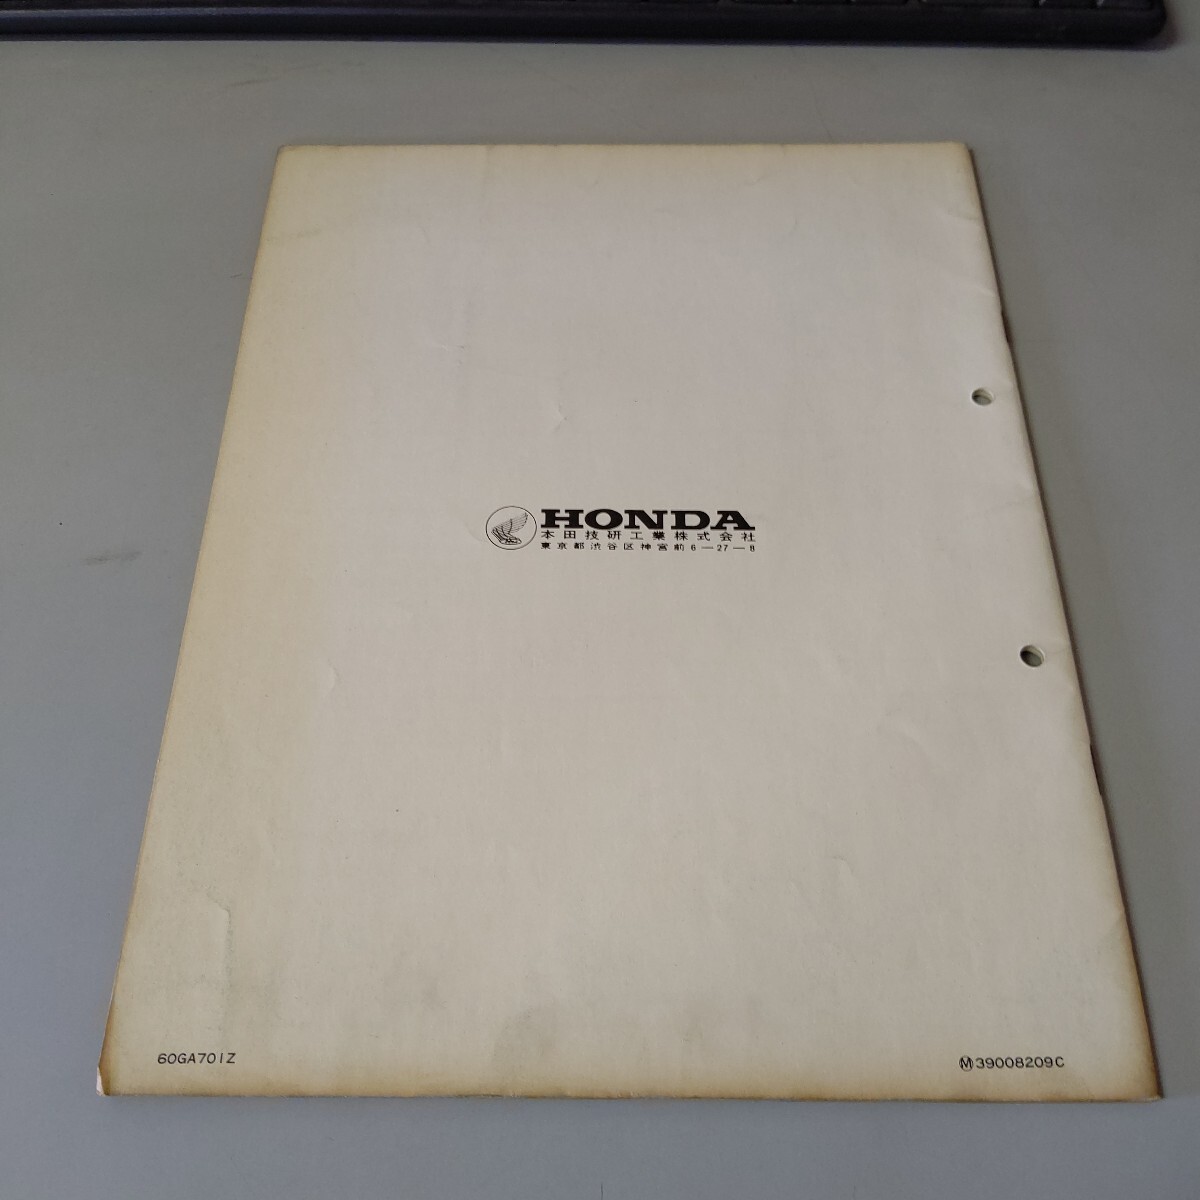 HONDA
本田技研工業株式会社
東京都渋谷区神宮前6—27—8
60GA701Z
Ⓜ39008209C